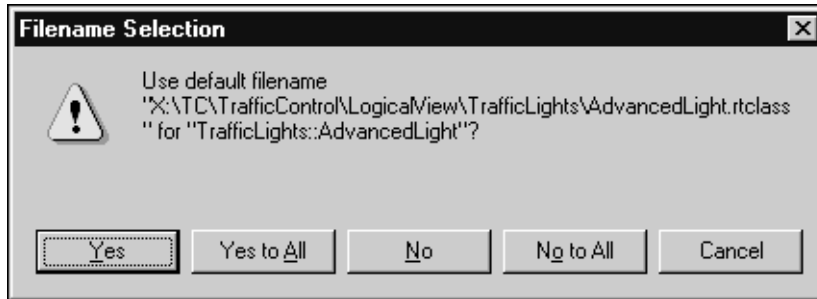 Filename Selection
Use default filename
"X:\TC\TrafficControl\LogicalView\TrafficLights\AdvancedLight.rtclass
" for "TrafficLights::AdvancedLight"?
Yes
Yes to All
No
No to All
Cancel